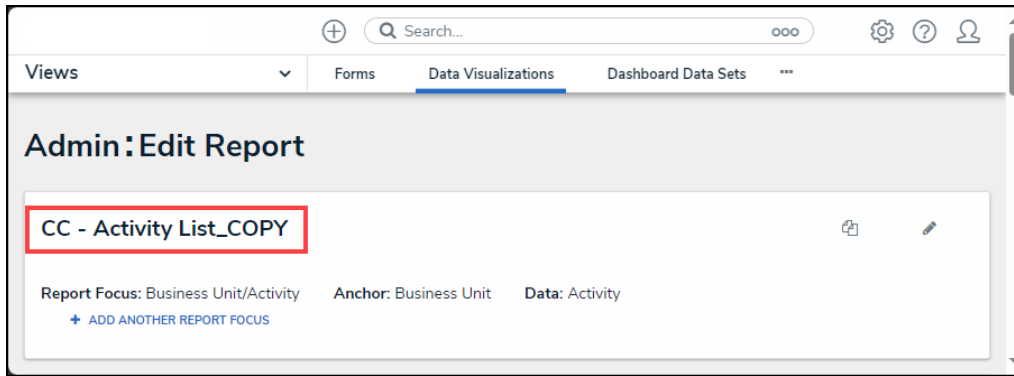 Search... ooo
Views Forms Data Visualizations Dashboard Data Sets ...
Admin:Edit Report
CC - Activity List_COPY
Report Focus: Business Unit/Activity Anchor: Business Unit Data: Activity
+ ADD ANOTHER REPORT FOCUS